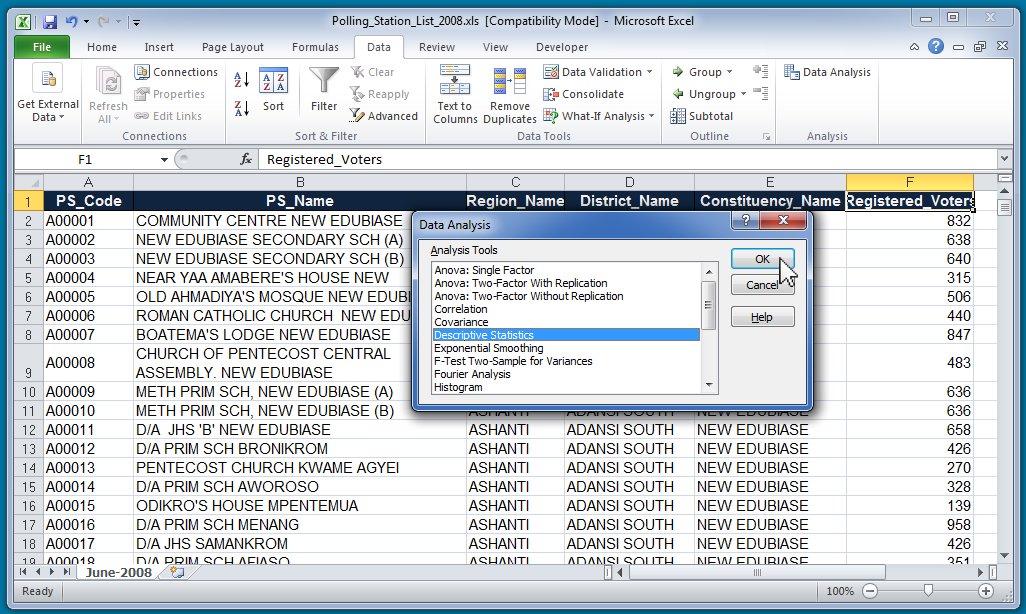 Polling_Station_List_2008.xls [Compatibility Mode] - Microsoft Excel
File Home Insert Page Layout Formulas Data Review View Developer
Get External Data
Refresh All
Connections
Properties
Edit Links
Connections
Sort
Filter
Clear
Reapply
Advanced
Sort & Filter
Text to Columns
Remove Duplicates
Data Validation
Consolidate
What-If Analysis
Data Tools
Group
Ungroup
Subtotal
Outline
Data Analysis
Analysis
F1 fx Registered_Voters
A B C D E F
1 PS_Code PS_Name Region_Name District_Name Constituency_Name Registered_Voters
2 A00001 COMMUNITY CENTRE NEW EDUBIASE 832
3 A00002 NEW EDUBIASE SECONDARY SCH (A) 638
4 A00003 NEW EDUBIASE SECONDARY SCH (B) 640
5 A00004 NEAR YAA AMABERE'S HOUSE NEW 315
6 A00005 OLD AHMADIYA'S MOSQUE NEW EDUBI 506
7 A00006 ROMAN CATHOLIC CHURCH NEW EDU 440
8 A00007 BOATEMA'S LODGE NEW EDUBIASE 847
9 A00008 CHURCH OF PENTECOST CENTRAL
ASSEMBLY. NEW EDUBIASE 483
10 A00009 METH PRIM SCH, NEW EDUBIASE (A) 636
11 A00010 METH PRIM SCH, NEW EDUBIASE (B) ASHANTI ADANSI SOUTH NEW EDUBIASE 636
12 A00011 D/A JHS 'B' NEW EDUBIASE ASHANTI ADANSI SOUTH NEW EDUBIASE 658
13 A00012 D/A PRIM SCH BRONIKROM ASHANTI ADANSI SOUTH NEW EDUBIASE 426
14 A00013 PENTECOST CHURCH KWAME AGYEI ASHANTI ADANSI SOUTH NEW EDUBIASE 270
15 A00014 D/A PRIM SCH AWOROSO ASHANTI ADANSI SOUTH NEW EDUBIASE 328
16 A00015 ODIKRO'S HOUSE MPENTEMUA ASHANTI ADANSI SOUTH NEW EDUBIASE 139
17 A00016 D/A PRIM SCH MENANG ASHANTI ADANSI SOUTH NEW EDUBIASE 958
18 A00017 D/A JHS SAMANKROM ASHANTI ADANSI SOUTH NEW EDUBIASE 426
19 A00018 D/A PRIM SCH AFIASO ASHANTI ADANSI SOUTH NEW EDUBIASE 351
Data Analysis
Analysis Tools
Anova: Single Factor
Anova: Two-Factor With Replication
Anova: Two-Factor Without Replication
Correlation
Covariance
Descriptive Statistics
Exponential Smoothing
F-Test Two-Sample for Variances
Fourier Analysis
Histogram
OK
Cancel
Help
June-2008
Ready 100%